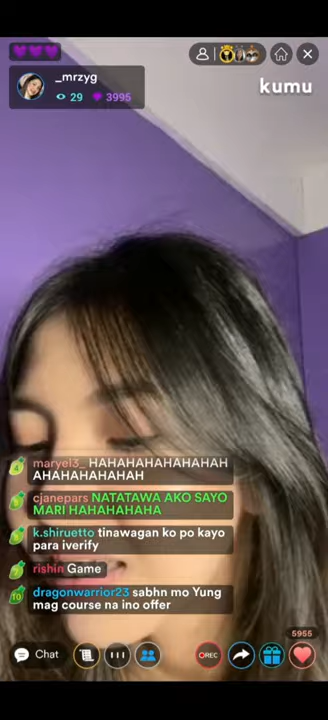 _mrzyg
29 3995
kumu
maryel3_ HAHAHAHAHAHAHAH
AHAHAHAHAHAH
cjanepars NATATAWA AKO SAYO
MARI HAHAHAHAHA
k.shiruetto tinawagan ko po kayo
para iverify
rishin Game
dragonwarrior23 sabhn mo Yung
mag course na ino offer
5955
Chat
REC